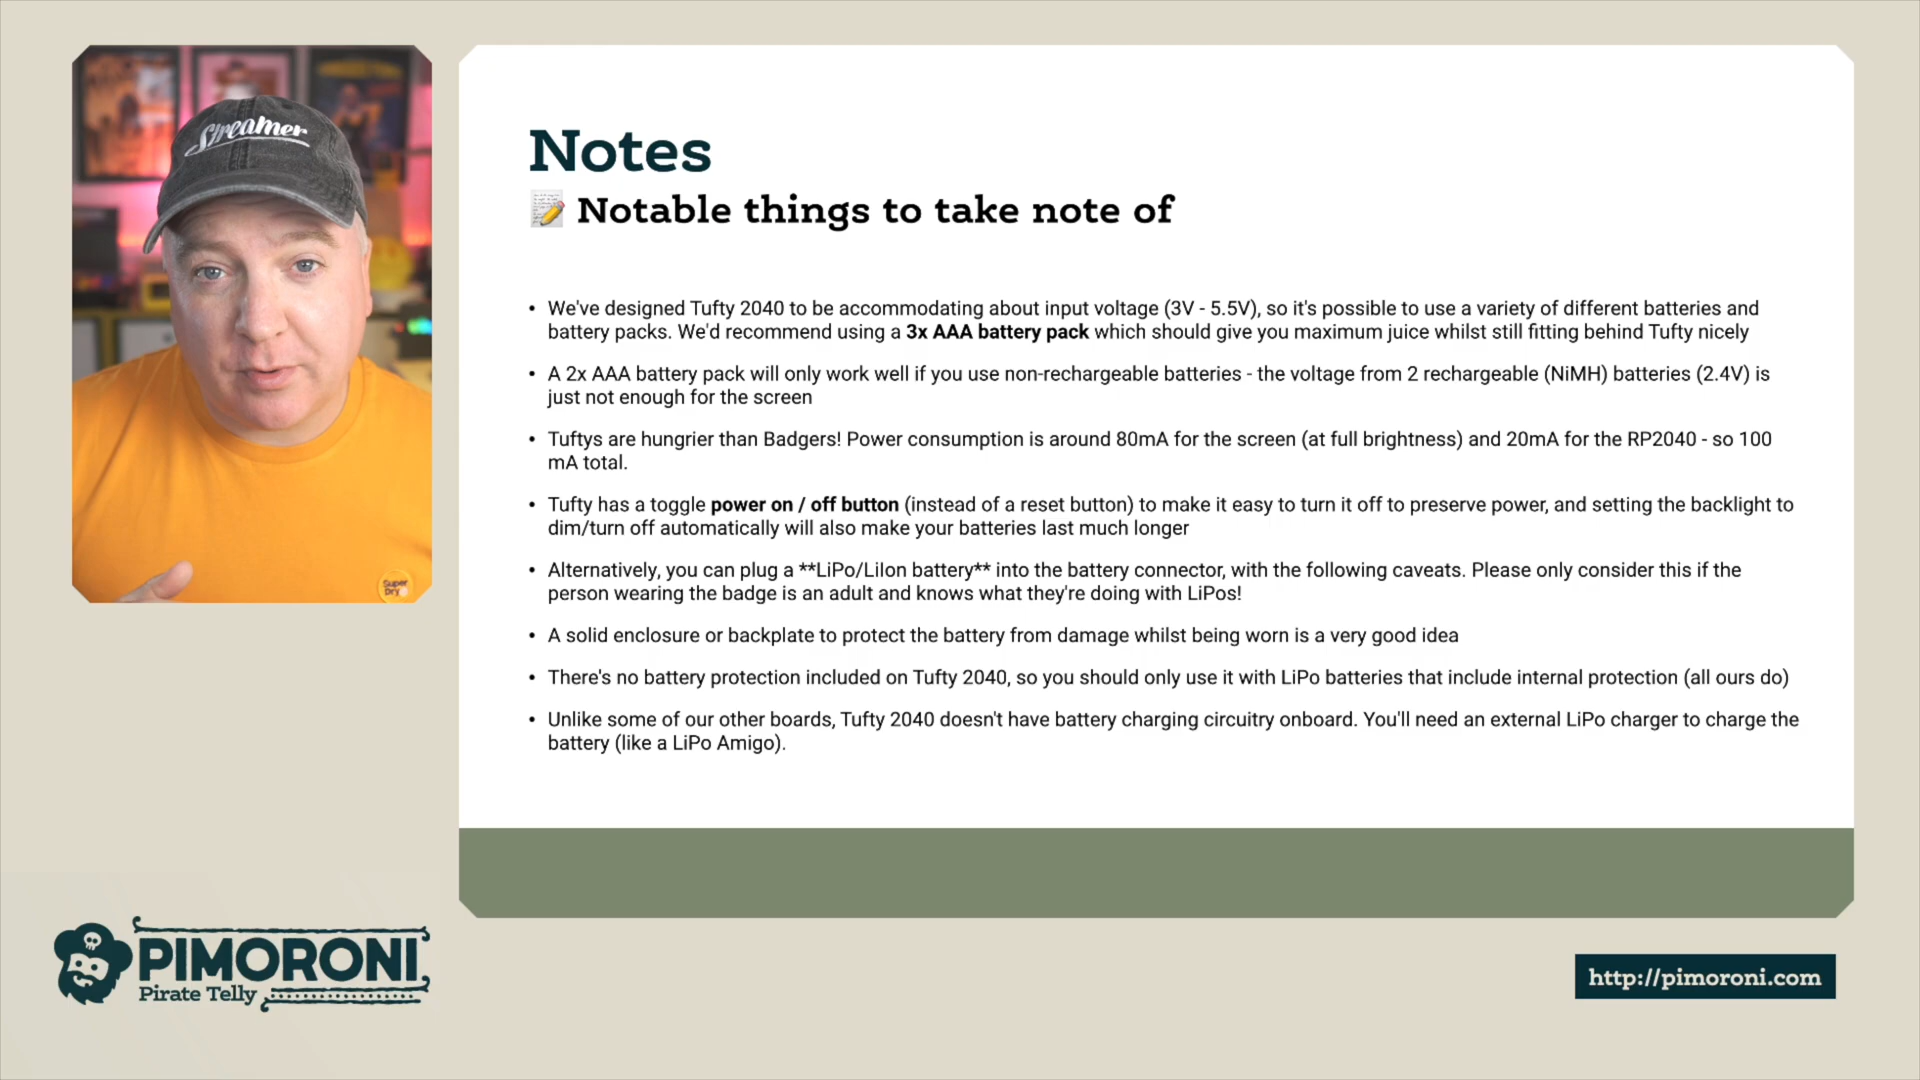 Streamer
Super
Dry
Notes
Notable things to take note of
• We've designed Tufty 2040 to be accommodating about input voltage (3V - 5.5V), so it's possible to use a variety of different batteries and
battery packs. We'd recommend using a 3x AAA battery pack which should give you maximum juice whilst still fitting behind Tufty nicely
• A 2x AAA battery pack will only work well if you use non-rechargeable batteries - the voltage from 2 rechargeable (NiMH) batteries (2.4V) is
just not enough for the screen
• Tuftys are hungrier than Badgers! Power consumption is around 80mA for the screen (at full brightness) and 20mA for the RP2040 - so 100
mA total.
• Tufty has a toggle power on / off button (instead of a reset button) to make it easy to turn it off to preserve power, and setting the backlight to
dim/turn off automatically will also make your batteries last much longer
• Alternatively, you can plug a **LiPo/LiIon battery** into the battery connector, with the following caveats. Please only consider this if the
person wearing the badge is an adult and knows what they're doing with LiPos!
• A solid enclosure or backplate to protect the battery from damage whilst being worn is a very good idea
• There's no battery protection included on Tufty 2040, so you should only use it with LiPo batteries that include internal protection (all ours do)
• Unlike some of our other boards, Tufty 2040 doesn't have battery charging circuitry onboard. You'll need an external LiPo charger to charge the
battery (like a LiPo Amigo).
PIMORONI
Pirate Telly
http://pimoroni.com